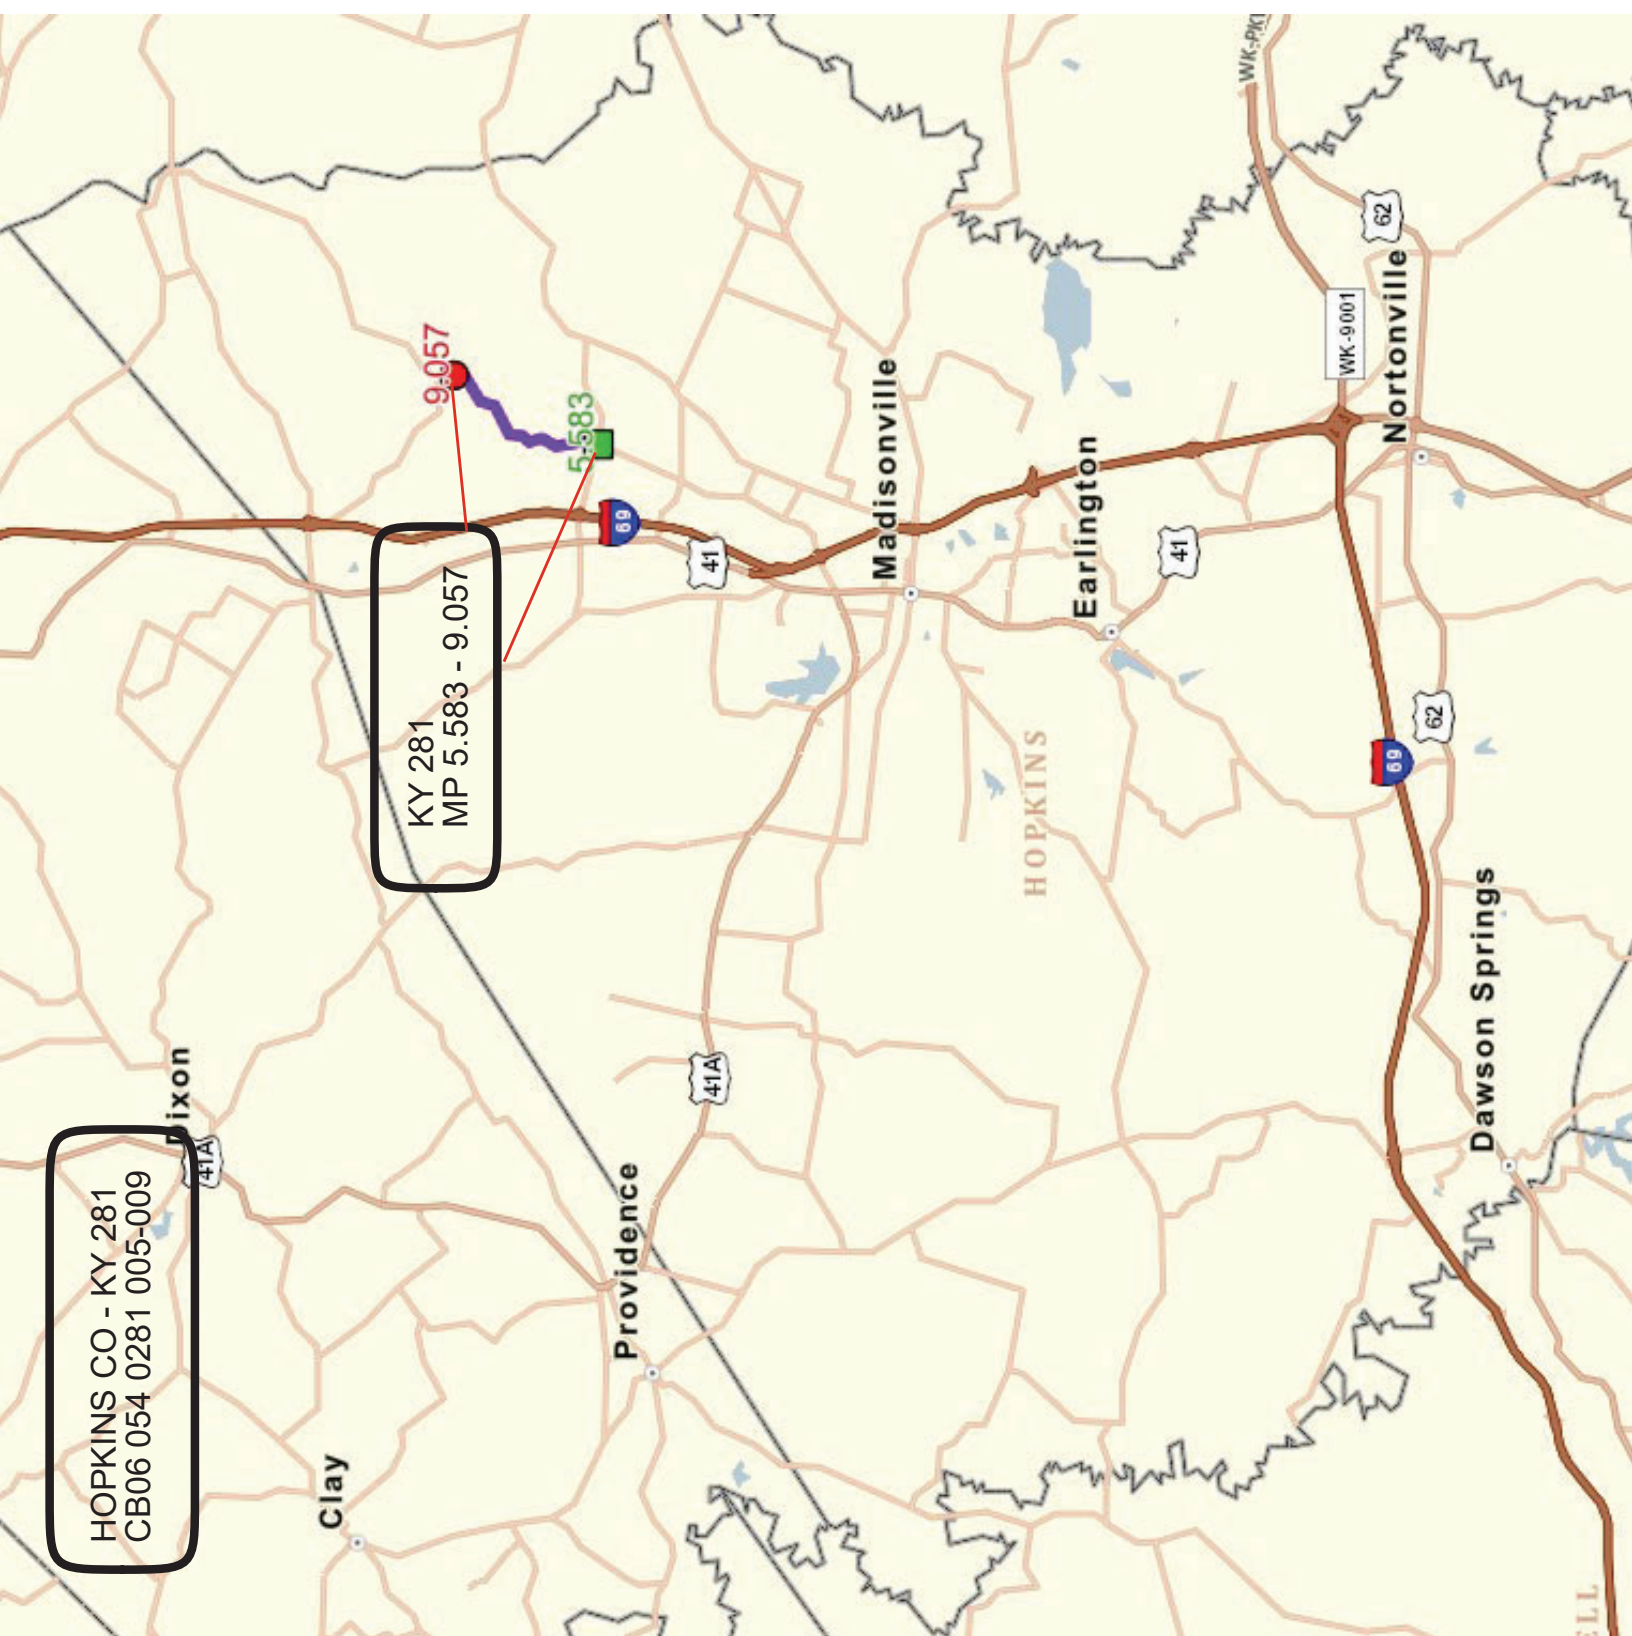 HOPKINS CO - KY 281
CB06 054 0281 005-009
KY 281
MP 5.583 - 9.057
9.057
5.583
Dixon
41A
Clay
Providence
41A
69
41
Madisonville
HOPKINS
Earlington
41
WK-PK
62
WK-9001
Nortonville
62
69
Dawson Springs
ELL